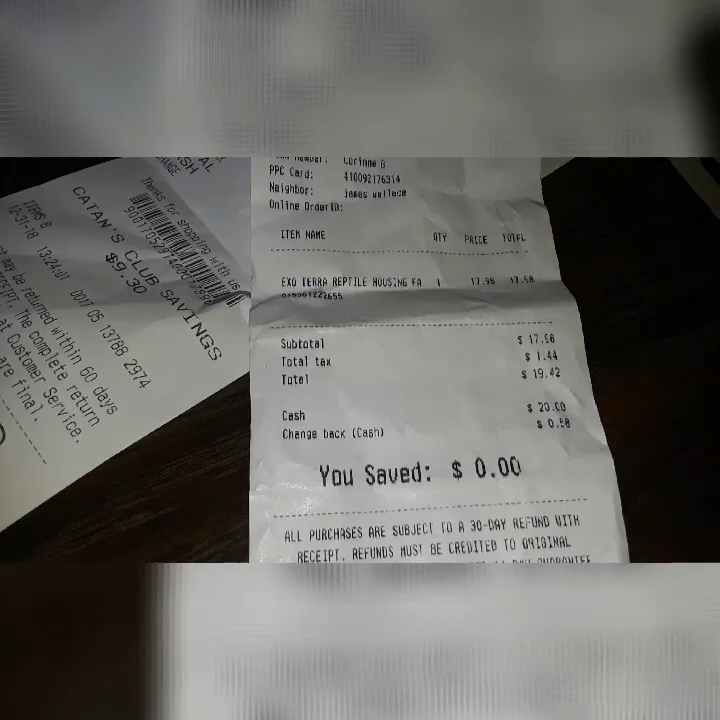 Corinne G
PPC Card: 410092176314
Neighbor: james wallace
Online OrderID:
ITEM NAME QTY PRICE TOTAL
EXO TERRA REPTILE HOUSING FA 1 17.98 17.98
Subtotal $ 17.98
Total tax $ 1.44
Total $ 19.42
Cash $ 20.00
Change back (Cash) $ 0.58
You Saved: $ 0.00
ALL PURCHASES ARE SUBJECT TO A 30-DAY REFUND WITH
RECEIPT. REFUNDS MUST BE CREDITED TO ORIGINAL
CHANGE
Thanks for shopping with us
CATAN'S CLUB SAVINGS
$9.30
ITEMS 8
12-31-18 13:24:01 0017 05 13788 2974
may be returned within 60 days
The complete return
at Customer Service.
are final.